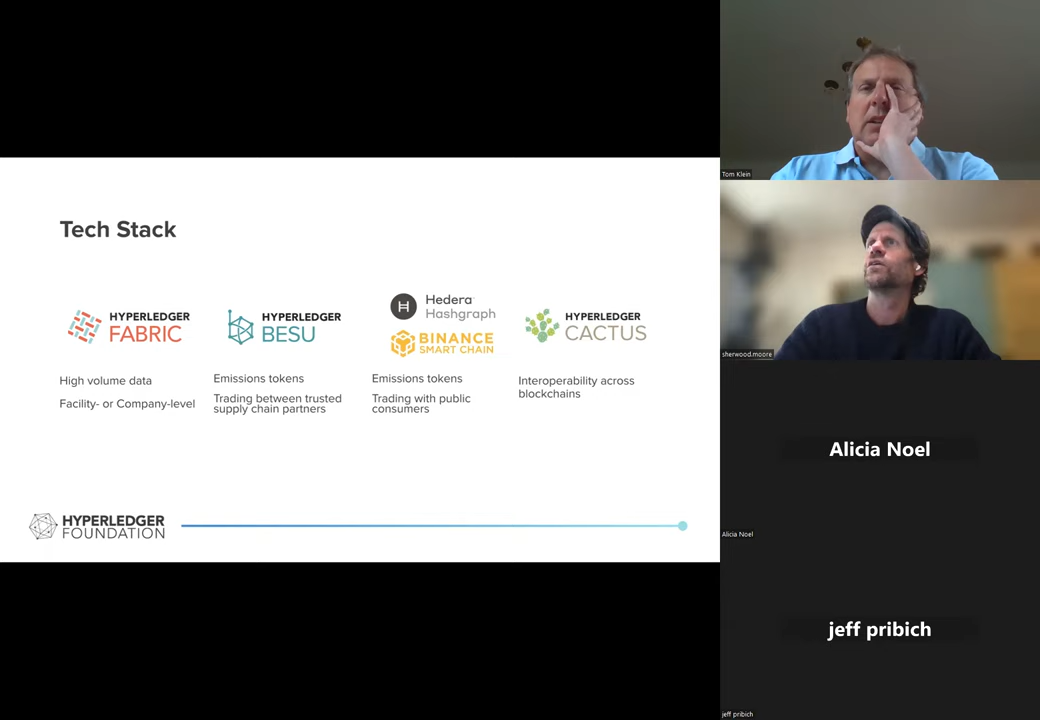 Tech Stack
HYPERLEDGER
FABRIC
High volume data
Facility- or Company-level
HYPERLEDGER
BESU
Emissions tokens
Trading between trusted
supply chain partners
Hedera
Hashgraph
BINANCE
SMART CHAIN
Emissions tokens
Trading with public
consumers
HYPERLEDGER
CACTUS
Interoperability across
blockchains
HYPERLEDGER
FOUNDATION
Tom Klein
sherwood.moore
Alicia Noel
Alicia Noel
jeff pribich
jeff pribich